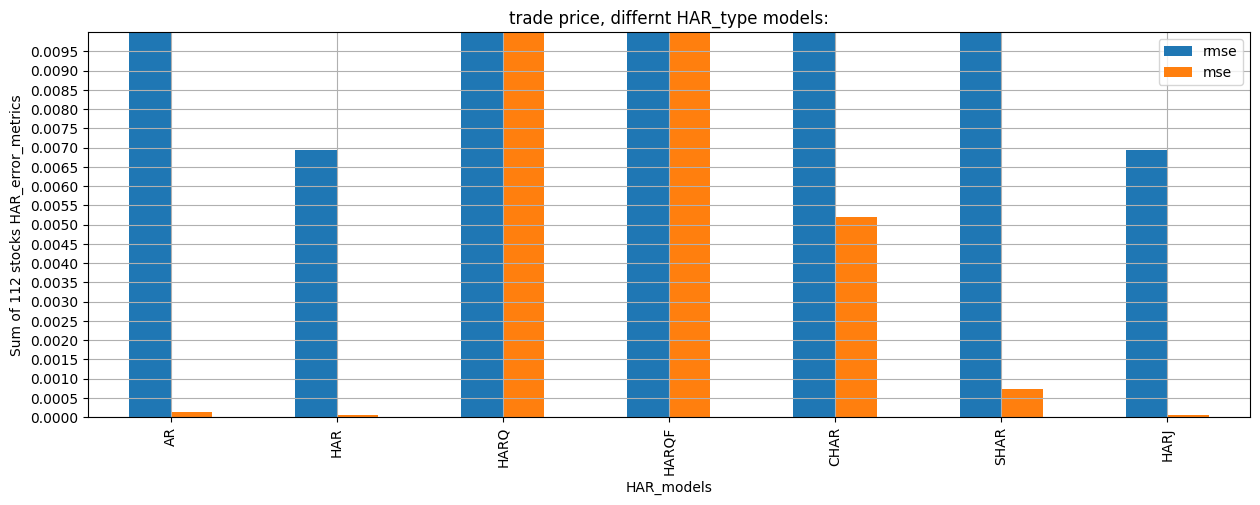 trade price, differnt HAR_type models:
rmse
mse
Sum of 112 stocks HAR_error_metrics
0.0095
0.0090
0.0085
0.0080
0.0075
0.0070
0.0065
0.0060
0.0055
0.0050
0.0045
0.0040
0.0035
0.0030
0.0025
0.0020
0.0015
0.0010
0.0005
0.0000
AR
HAR
HARQ
HARQF
CHAR
SHAR
HARJ
HAR_models